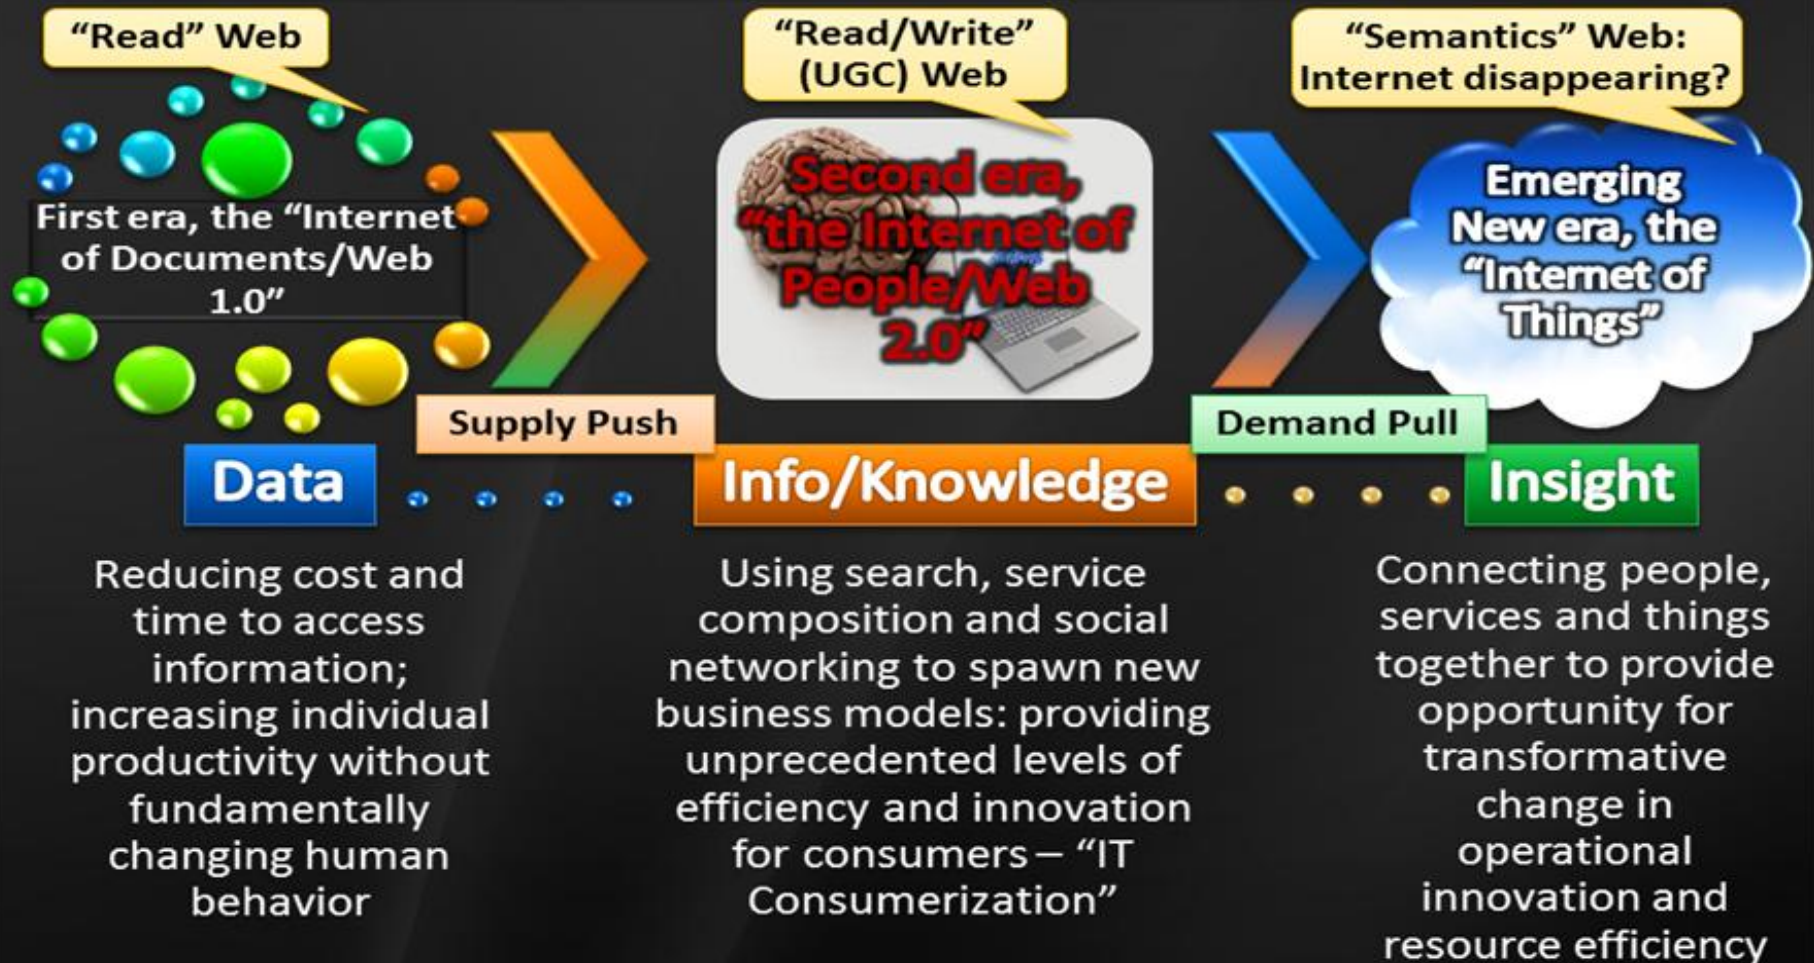 “Read” Web
“Read/Write”
(UGC) Web
“Semantics” Web:
Internet disappearing?
First era, the “Internet
of Documents/Web
1.0”
Second era,
“the Internet of
People/Web
2.0”
Emerging
New era, the
“Internet of
Things”
Supply Push
Demand Pull
Data
Info/Knowledge
Insight
Reducing cost and
time to access
information;
increasing individual
productivity without
fundamentally
changing human
behavior
Using search, service
composition and social
networking to spawn new
business models: providing
unprecedented levels of
efficiency and innovation
for consumers – “IT
Consumerization”
Connecting people,
services and things
together to provide
opportunity for
transformative
change in
operational
innovation and
resource efficiency